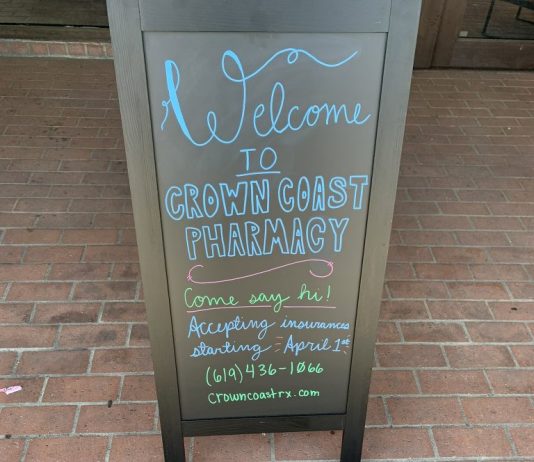 Welcome
TO
CROWN COAST
PHARMACY
Come say hi!
Accepting insurances
starting April 1st
(619) 436-1066
crowncoastrx.com